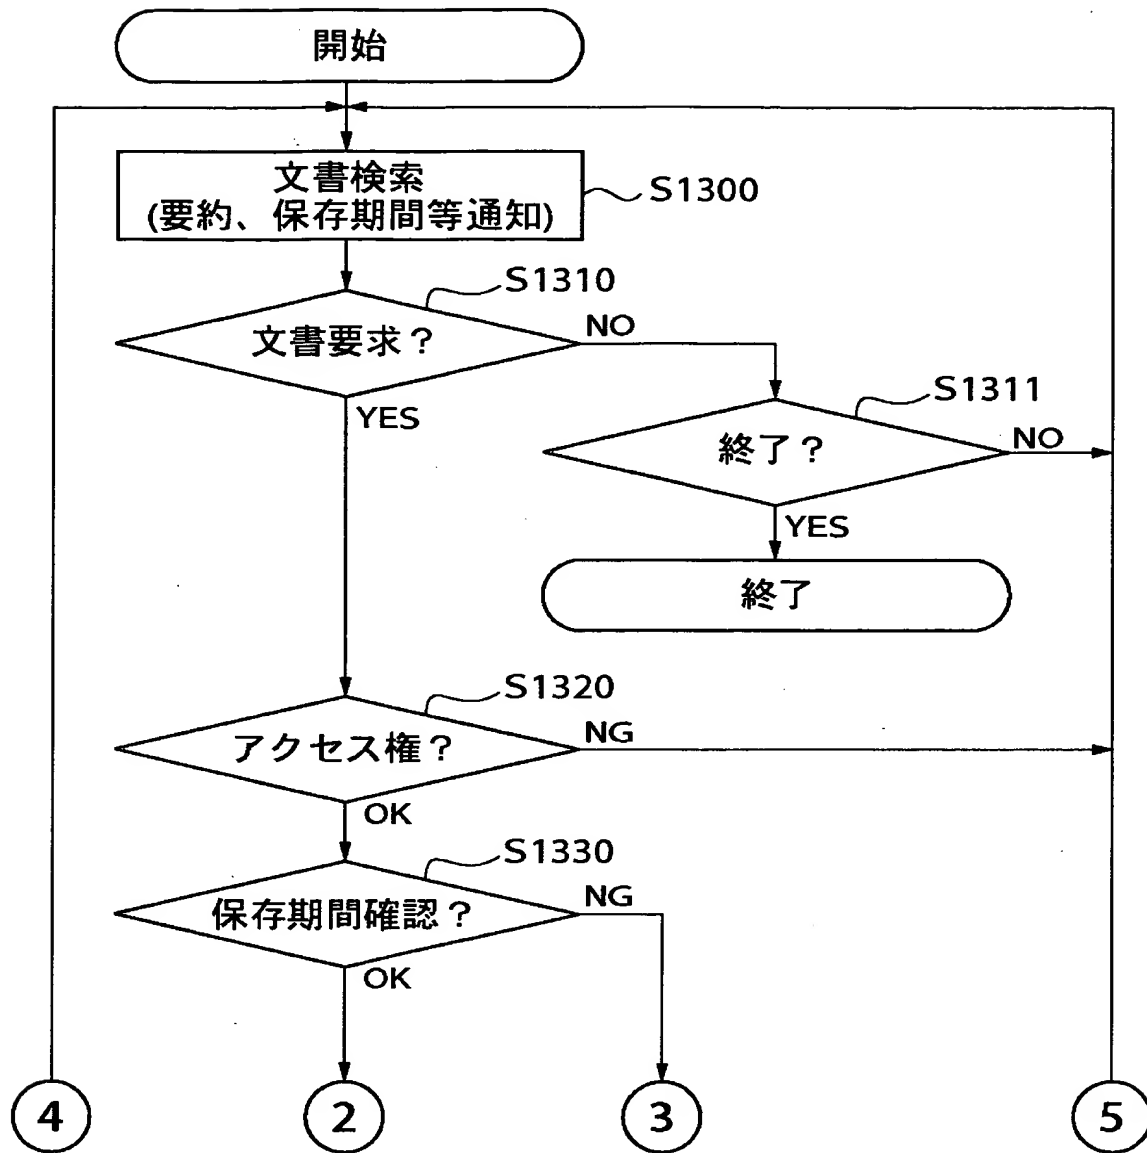 開始
文書検索
(要約、保存期間等通知)
S1300
S1310
文書要求？
NO
YES
S1311
終了？
NO
YES
終了
S1320
アクセス権？
NG
OK
S1330
保存期間確認？
NG
OK
4
2
3
5